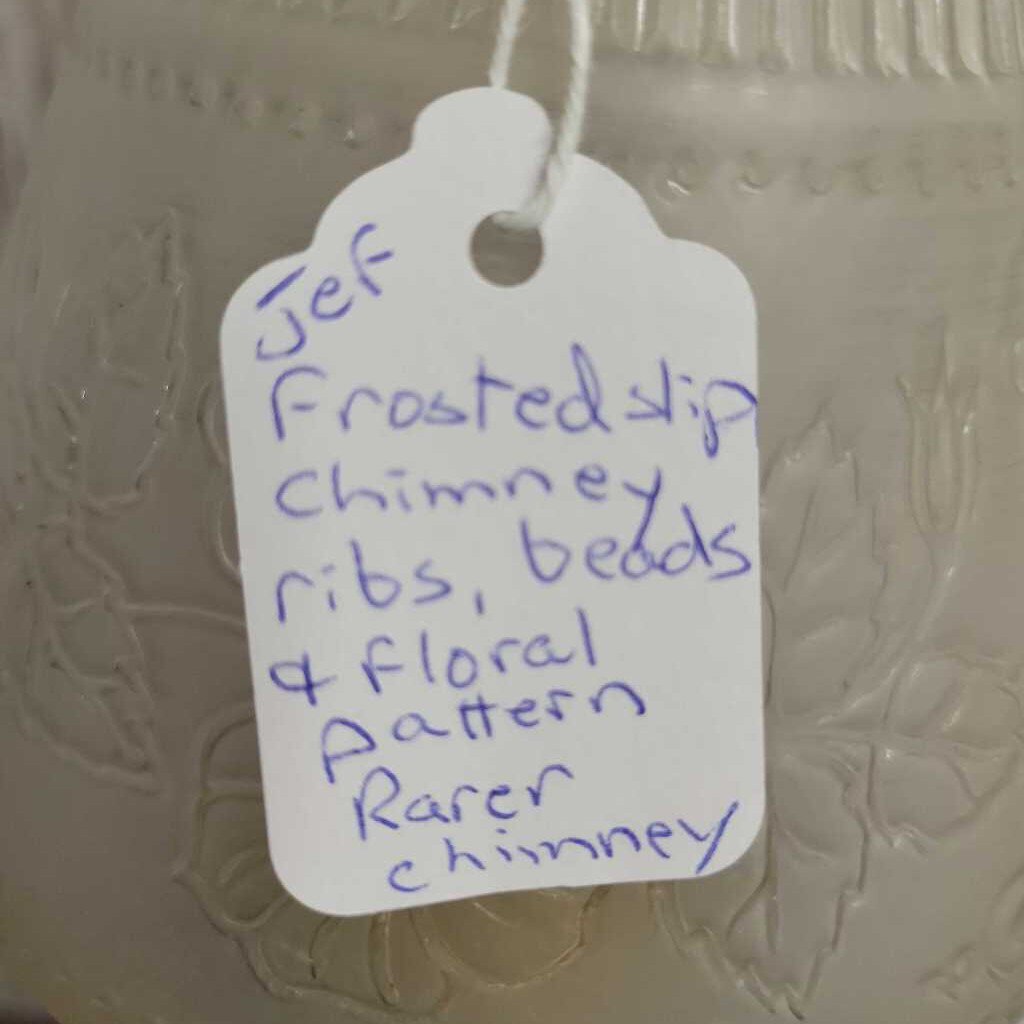 JeF
Frosted slip
chimney
ribs, beads
& Floral
pattern
Rarer
chimney